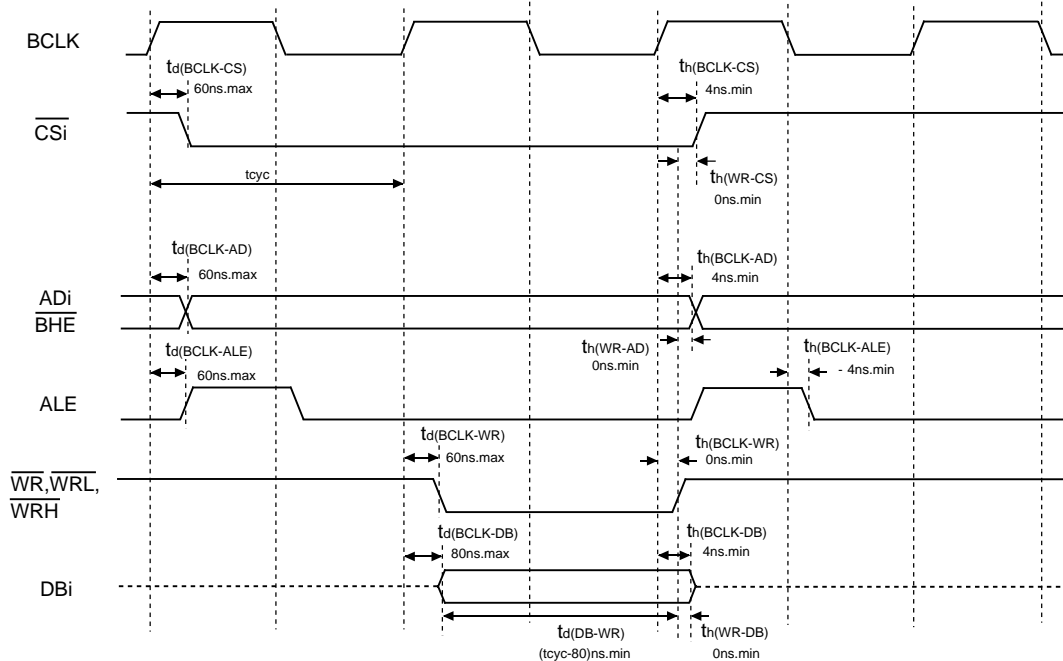 BCLK
td(BCLK-CS)
60ns.max
th(BCLK-CS)
4ns.min
CSi
tcyc
th(WR-CS)
0ns.min
td(BCLK-AD)
60ns.max
th(BCLK-AD)
4ns.min
ADi
BHE
th(WR-AD)
0ns.min
td(BCLK-ALE)
60ns.max
th(BCLK-ALE)
- 4ns.min
ALE
td(BCLK-WR)
60ns.max
th(BCLK-WR)
0ns.min
WR,WRL,
WRH
td(BCLK-DB)
80ns.max
th(BCLK-DB)
4ns.min
DBi
td(DB-WR)
(tcyc-80)ns.min
th(WR-DB)
0ns.min